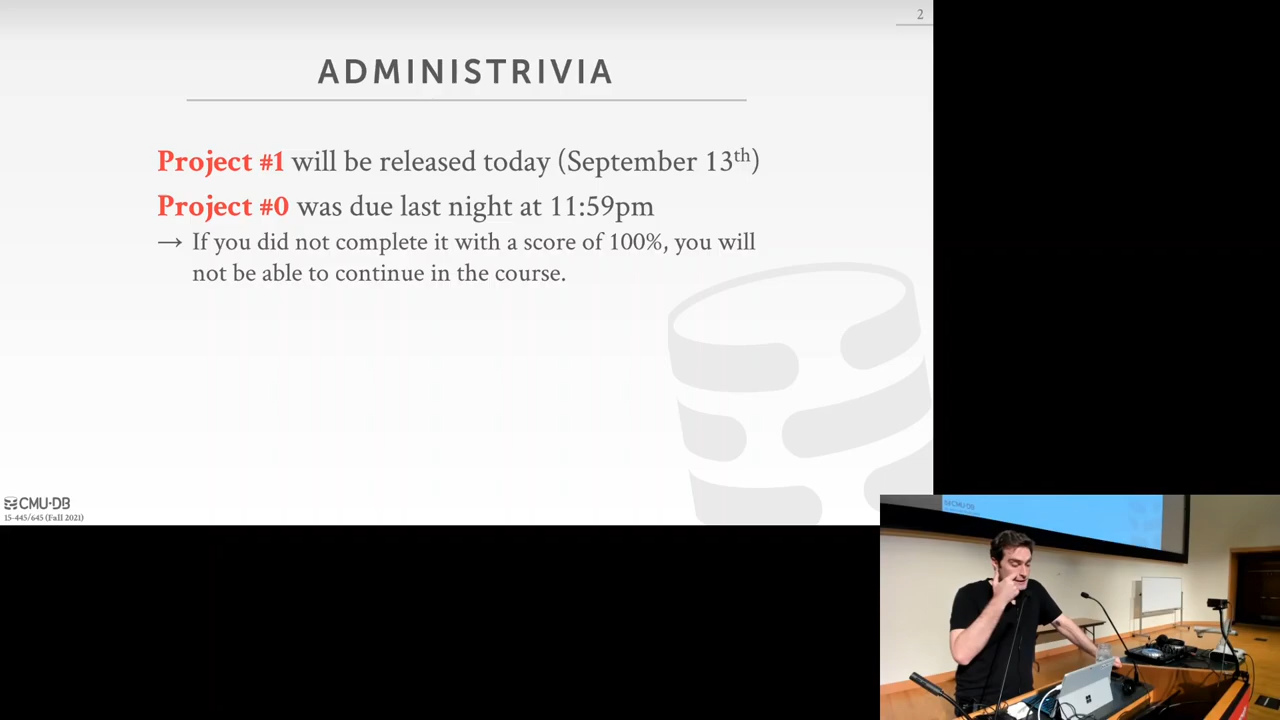 2
ADMINISTRIVIA
Project #1 will be released today (September 13th)
Project #0 was due last night at 11:59pm
→ If you did not complete it with a score of 100%, you will
not be able to continue in the course.
CMU·DB
15-445/645 (Fall 2021)
CMU·DB